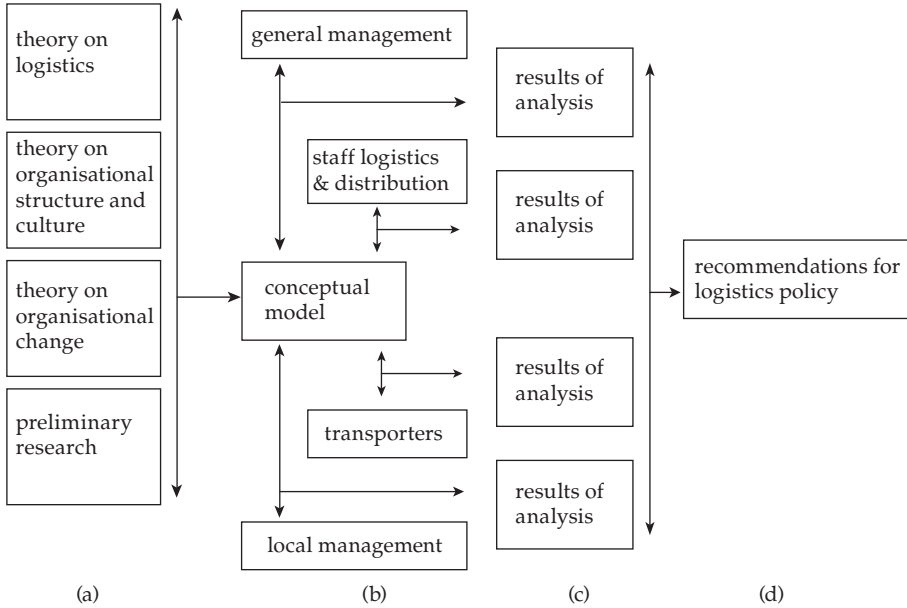 theory on
logistics
theory on
organisational
structure and
culture
theory on
organisational
change
preliminary
research
general management
staff logistics
& distribution
conceptual
model
transporters
local management
results of
analysis
results of
analysis
results of
analysis
results of
analysis
recommendations for
logistics policy
(a)
(b)
(c)
(d)